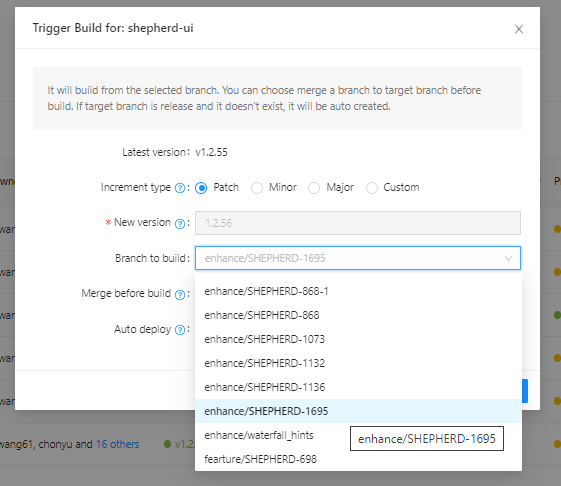 Trigger Build for: shepherd-ui
It will build from the selected branch. You can choose merge a branch to target branch before
build. If target branch is release and it doesn't exist, it will be auto created.
Latest version: v1.2.55
Increment type ?: Patch Minor Major Custom
* New version ?: 1.2.56
Branch to build: enhance/SHEPHERD-1695
Merge before build ?:
Auto deploy ?:
enhance/SHEPHERD-868-1
enhance/SHEPHERD-868
enhance/SHEPHERD-1073
enhance/SHEPHERD-1132
enhance/SHEPHERD-1136
enhance/SHEPHERD-1695
enhance/waterfall_hints
enhance/SHEPHERD-1695
fearture/SHEPHERD-698
wang61, chonyu and 16 others
v1.2